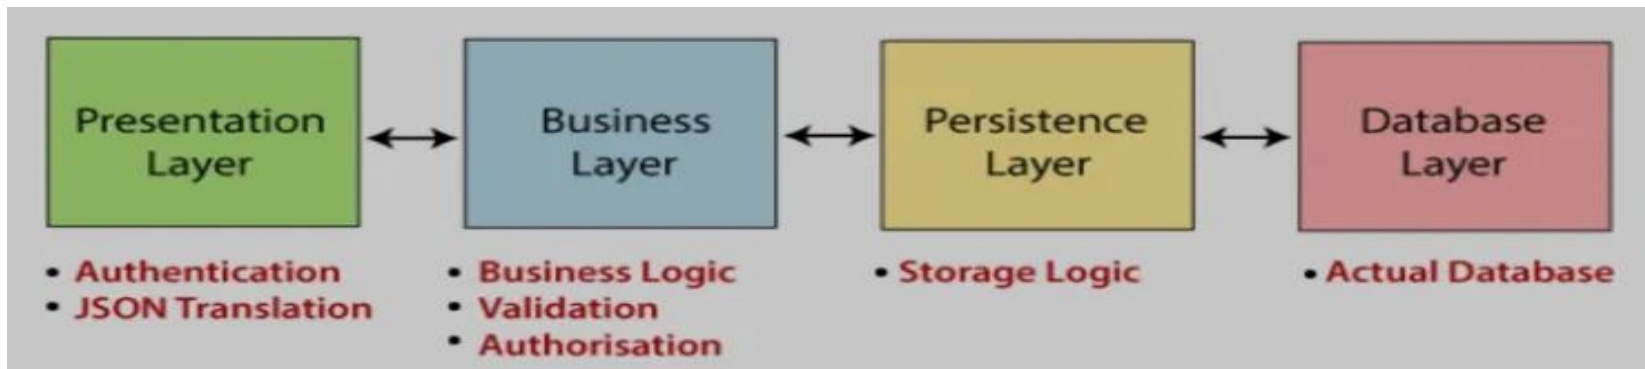 Presentation
Layer
Business
Layer
Persistence
Layer
Database
Layer
• Authentication
• JSON Translation
• Business Logic
• Validation
• Authorisation
• Storage Logic
• Actual Database